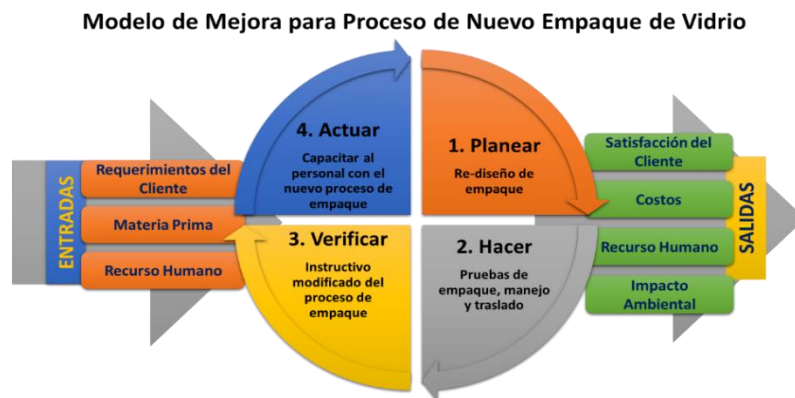 Modelo de Mejora para Proceso de Nuevo Empaque de Vidrio
ENTRADAS
Requerimientos del
Cliente
Materia Prima
Recurso Humano
4. Actuar
Capacitar al
personal con el
nuevo proceso de
empaque
1. Planear
Re-diseño de
empaque
3. Verificar
Instructivo
modificado del
proceso de
empaque
2. Hacer
Pruebas de
empaque, manejo
y traslado
Satisfacción del
Cliente
Costos
Recurso Humano
Impacto
Ambiental
SALIDAS